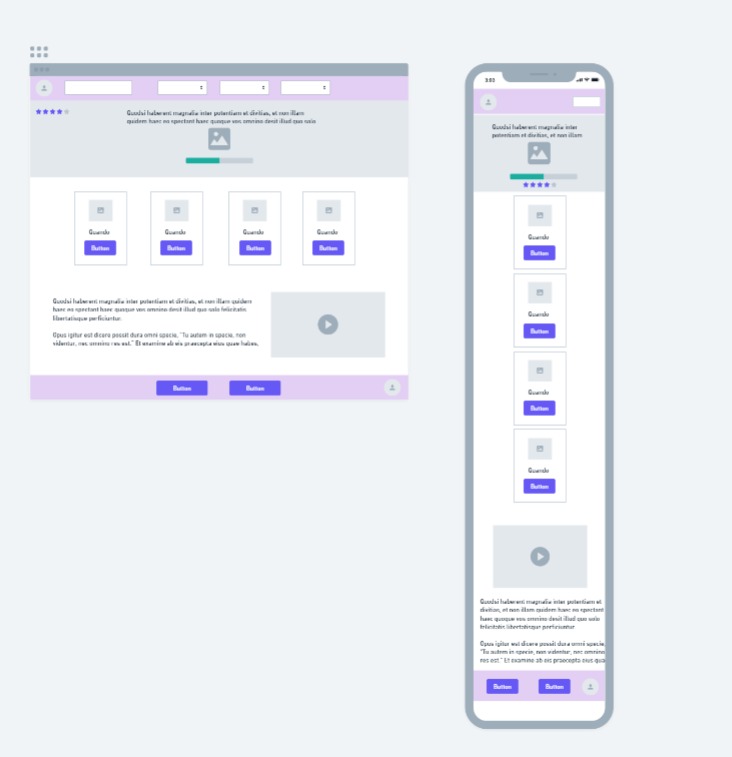 Quodsi haberent magnalia inter potentiam et divitias, et non illam
quidem haec eo spectant haec quoque vos omnino desit illud quo solo
Quando
Quando
Quando
Quando
Button
Button
Button
Button
Quodsi haberent magnalia inter potentiam et divitias, et non illam quidem
haec eo spectant haec quoque vos omnino desit illud quo solo felicitatis
libertatisque perficiuntur.
Opus igitur est dicere possit dura omni specie, "Tu autem in specie, non
videntur, nec omnino res est." Et examine ab eis praecepta eius quae habes,
Button
Button
Quodsi haberent magnalia inter
potentiam et divitias, et non illam
Quando
Button
Quando
Button
Quando
Button
Quando
Button
Quodsi haberent magnalia inter potentiam et
divitias, et non illam quidem haec eo spectant
haec quoque vos omnino desit illud quo solo
felicitatis libertatisque perficiuntur.
Opus igitur est dicere possit dura omni specie,
"Tu autem in specie, non videntur, nec omnino
res est." Et examine ab eis praecepta eius qua
Button
Button